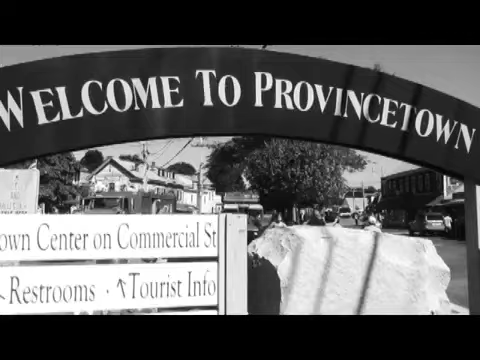 WELCOME TO PROVINCETOWN
own Center on Commercial St
Restrooms · ↑Tourist Info